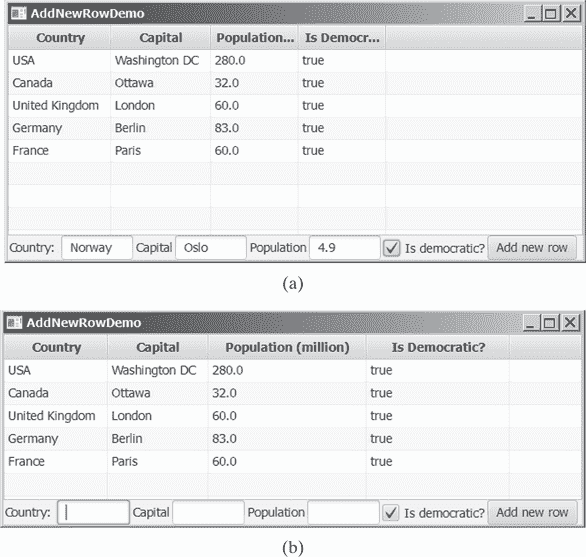 AddNewRowDemo
Country Capital Population... Is Democr...
USA Washington DC 280.0 true
Canada Ottawa 32.0 true
United Kingdom London 60.0 true
Germany Berlin 83.0 true
France Paris 60.0 true
Country: Norway Capital Oslo Population 4.9 Is democratic? Add new row
(a)
AddNewRowDemo
Country Capital Population (million) Is Democratic?
USA Washington DC 280.0 true
Canada Ottawa 32.0 true
United Kingdom London 60.0 true
Germany Berlin 83.0 true
France Paris 60.0 true
Country: Capital Population Is democratic? Add new row
(b)